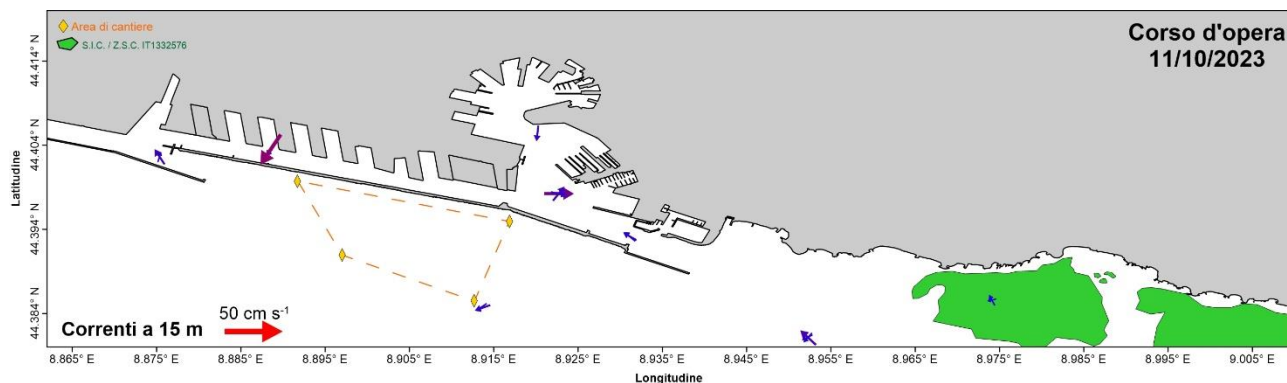 Area di cantiere
S.I.C. / Z.S.C. IT1332576
Corso d'opera
11/10/2023
Latitudine
44.414° N
44.404° N
44.394° N
44.384° N
50 cm s⁻¹
Correnti a 15 m
8.865° E 8.875° E 8.885° E 8.895° E 8.905° E 8.915° E 8.925° E 8.935° E 8.945° E 8.955° E 8.965° E 8.975° E 8.985° E 8.995° E 9.005° E
Longitudine